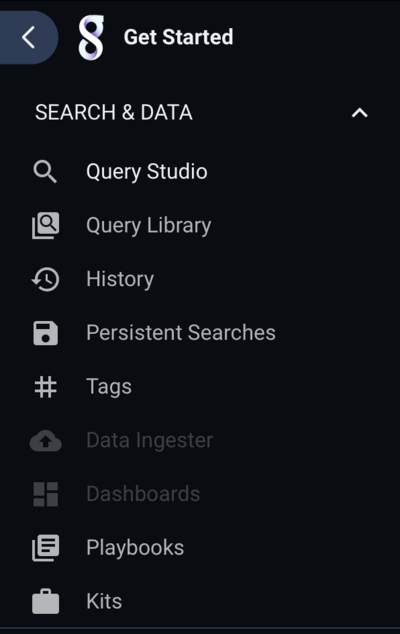 Get Started
SEARCH & DATA
Query Studio
Query Library
History
Persistent Searches
Tags
Data Ingester
Dashboards
Playbooks
Kits